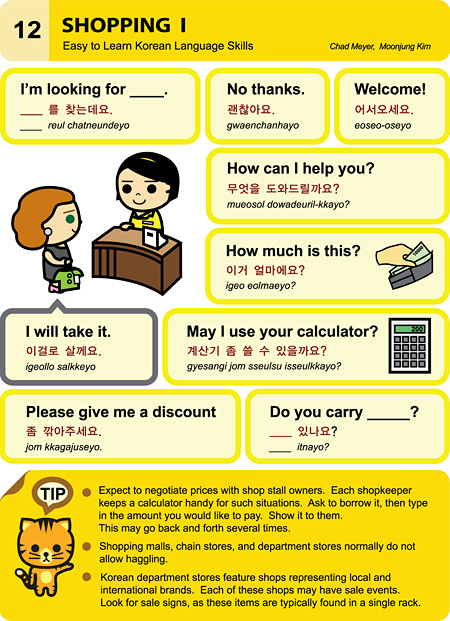 12
SHOPPING I
Easy to Learn Korean Language Skills
Chad Meyer, Moonjung Kim
I'm looking for ____.
___ 를 찾는데요.
___ reul chatneundeyo
No thanks.
괜찮아요.
gwaenchanhayo
Welcome!
어서오세요.
eoseo-oseyo
How can I help you?
무엇을 도와드릴까요?
mueosol dowadeuril-kkayo?
How much is this?
이거 얼마에요?
igeo eolmaeyo?
I will take it.
이걸로 살께요.
igeollo salkkeyo
May I use your calculator?
계산기 좀 쓸 수 있을까요?
gyesangi jom sseulsu isseulkkayo?
200
Please give me a discount
좀 깎아주세요.
jom kkagajuseyo.
Do you carry _____?
___ 있나요?
___ itnayo?
TIP
Expect to negotiate prices with shop stall owners. Each shopkeeper
keeps a calculator handy for such situations. Ask to borrow it, then type
in the amount you would like to pay. Show it to them.
This may go back and forth several times.
Shopping malls, chain stores, and department stores normally do not
allow haggling.
Korean department stores feature shops representing local and
international brands. Each of these shops may have sale events.
Look for sale signs, as these items are typically found in a single rack.